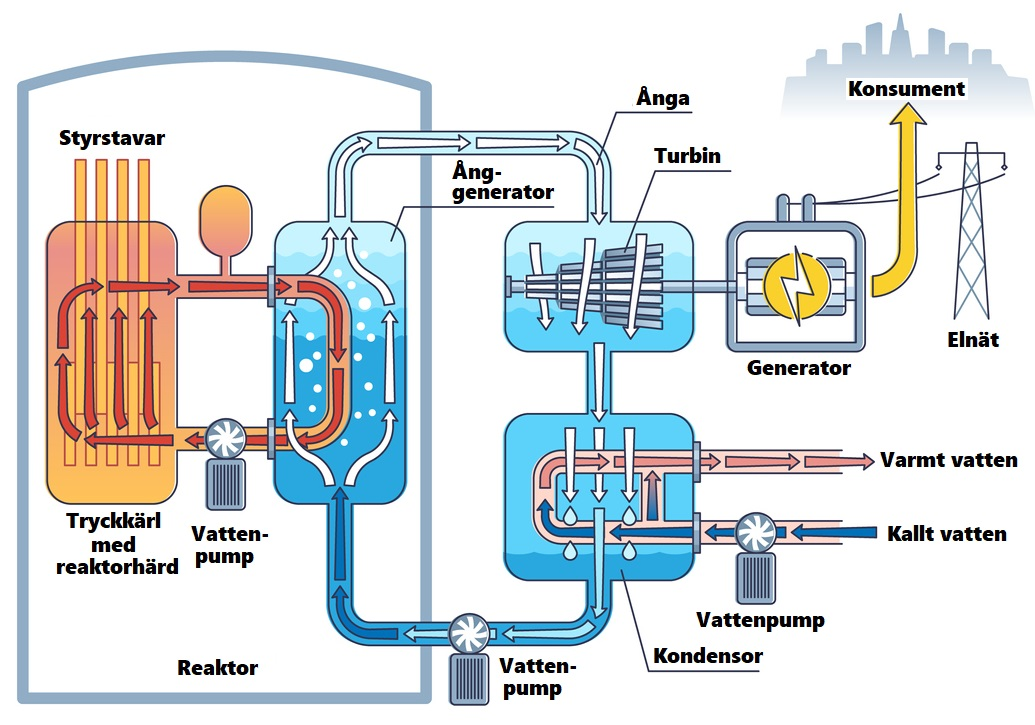 Konsument
Ånga
Styrstavar
Turbin
Ång-
generator
Elnät
Generator
Varmt vatten
Kallt vatten
Tryckkärl
med
reaktorhärd
Vatten-
pump
Vattenpump
Kondensor
Reaktor
Vatten-
pump